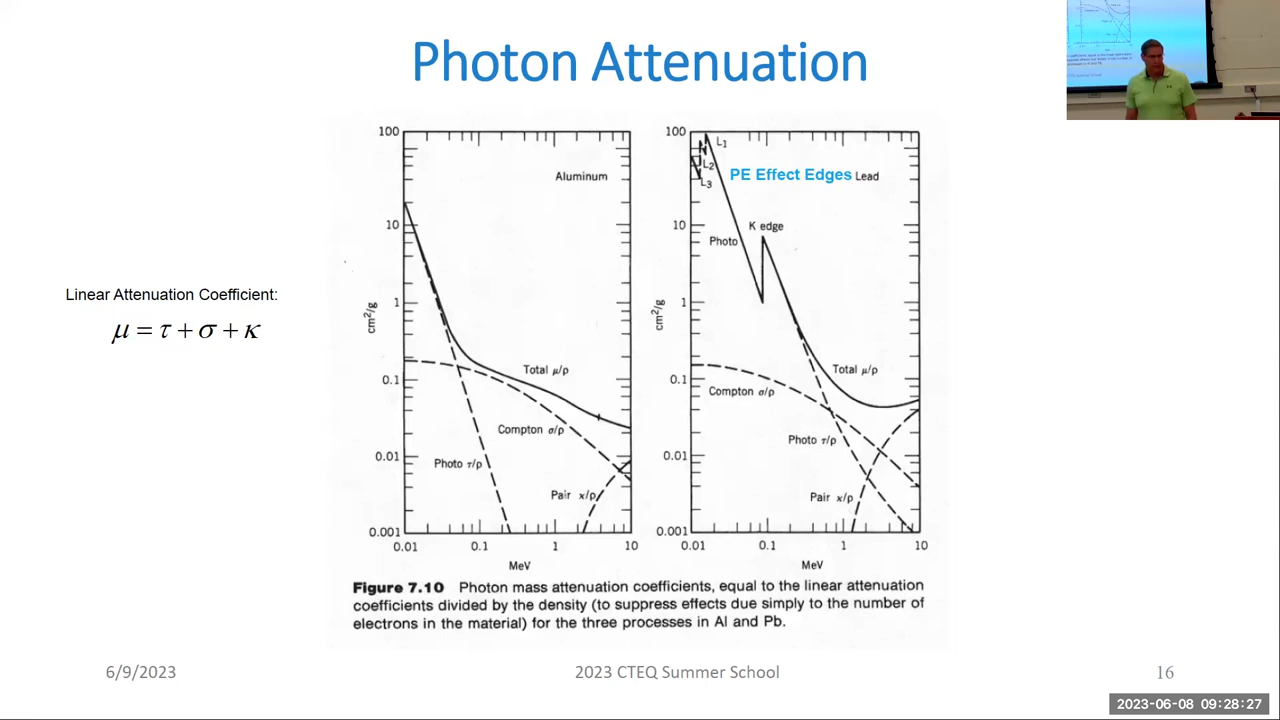 Photon Attenuation
Linear Attenuation Coefficient:
μ = τ + σ + κ
100
10
1
0.1
0.01
0.001
cm²/g
Aluminum
Total μ/ρ
Compton σ/ρ
Photo τ/ρ
Pair κ/ρ
0.01 0.1 1 10
MeV
100
10
1
0.1
0.01
0.001
cm²/g
L₁
L₂
L₃
PE Effect Edges Lead
K edge
Photo
Total μ/ρ
Compton σ/ρ
Photo τ/ρ
Pair κ/ρ
0.01 0.1 1 10
MeV
Figure 7.10 Photon mass attenuation coefficients, equal to the linear attenuation
coefficients divided by the density (to suppress effects due simply to the number of
electrons in the material) for the three processes in Al and Pb.
6/9/2023 2023 CTEQ Summer School 16
2023-06-08 09:28:27